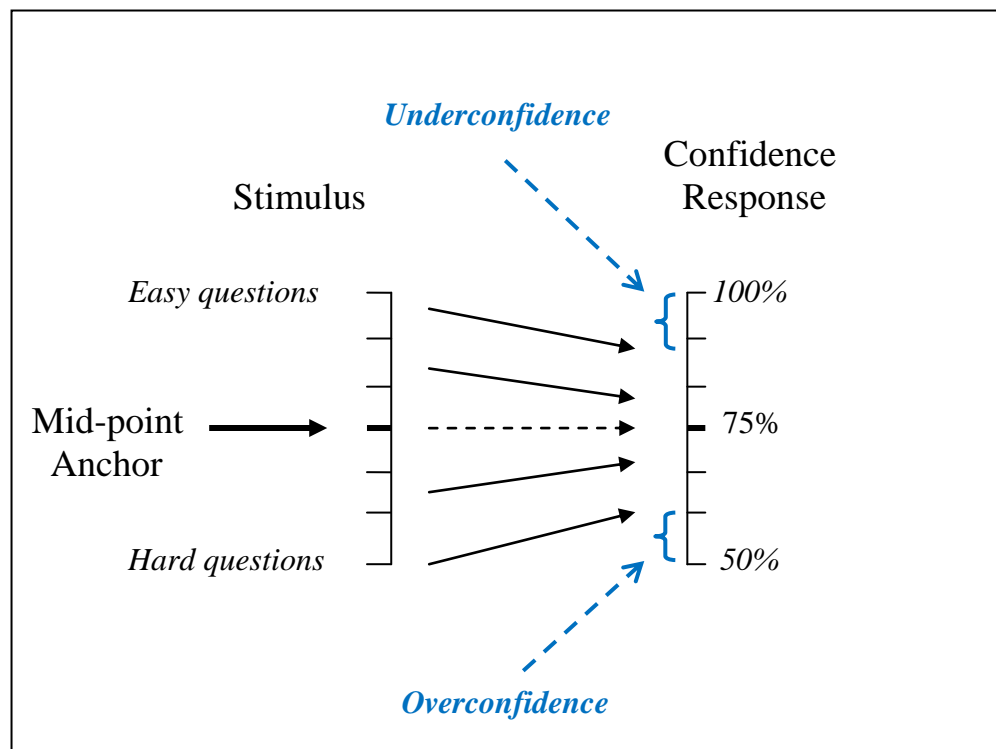 Underconfidence
Confidence
Response
Stimulus
Easy questions
100%
Mid-point
Anchor
75%
Hard questions
50%
Overconfidence